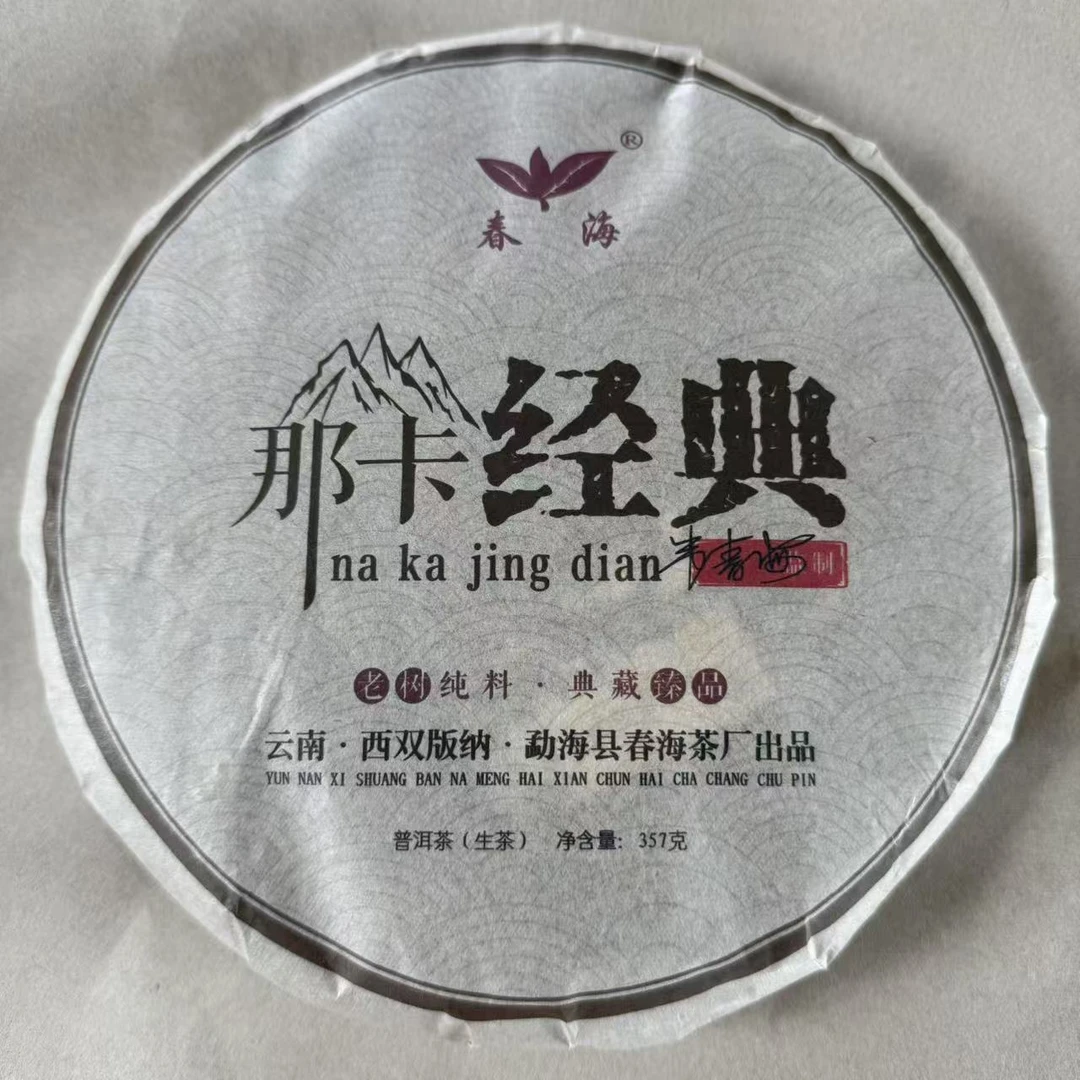 ®
春 海
那卡经典
na ka jing dian
制
老树纯料·典藏臻品
云南·西双版纳·勐海县春海茶厂出品
YUN NAN XI SHUANG BAN NA MENG HAI XIAN CHUN HAI CHA CHANG CHU PIN
普洱茶(生茶) 净含量: 357克